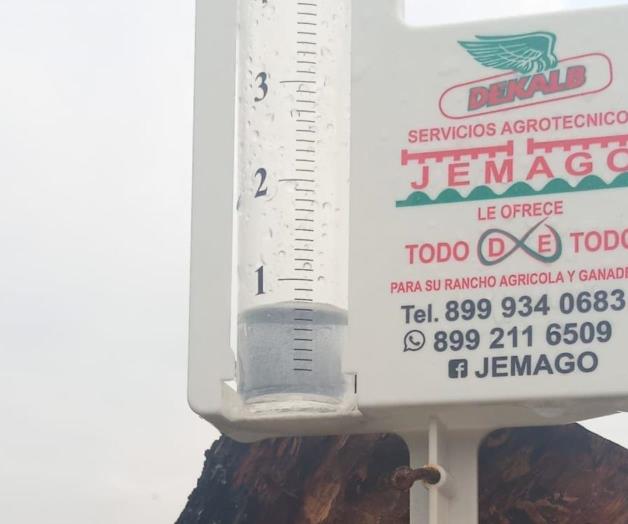 3
2
1
DEKALB
SERVICIOS AGROTECNICO
JEMAGO
LE OFRECE
TODO DE TODO
PARA SU RANCHO AGRICOLA Y GANADE
Tel. 899 934 0683
899 211 6509
JEMAGO